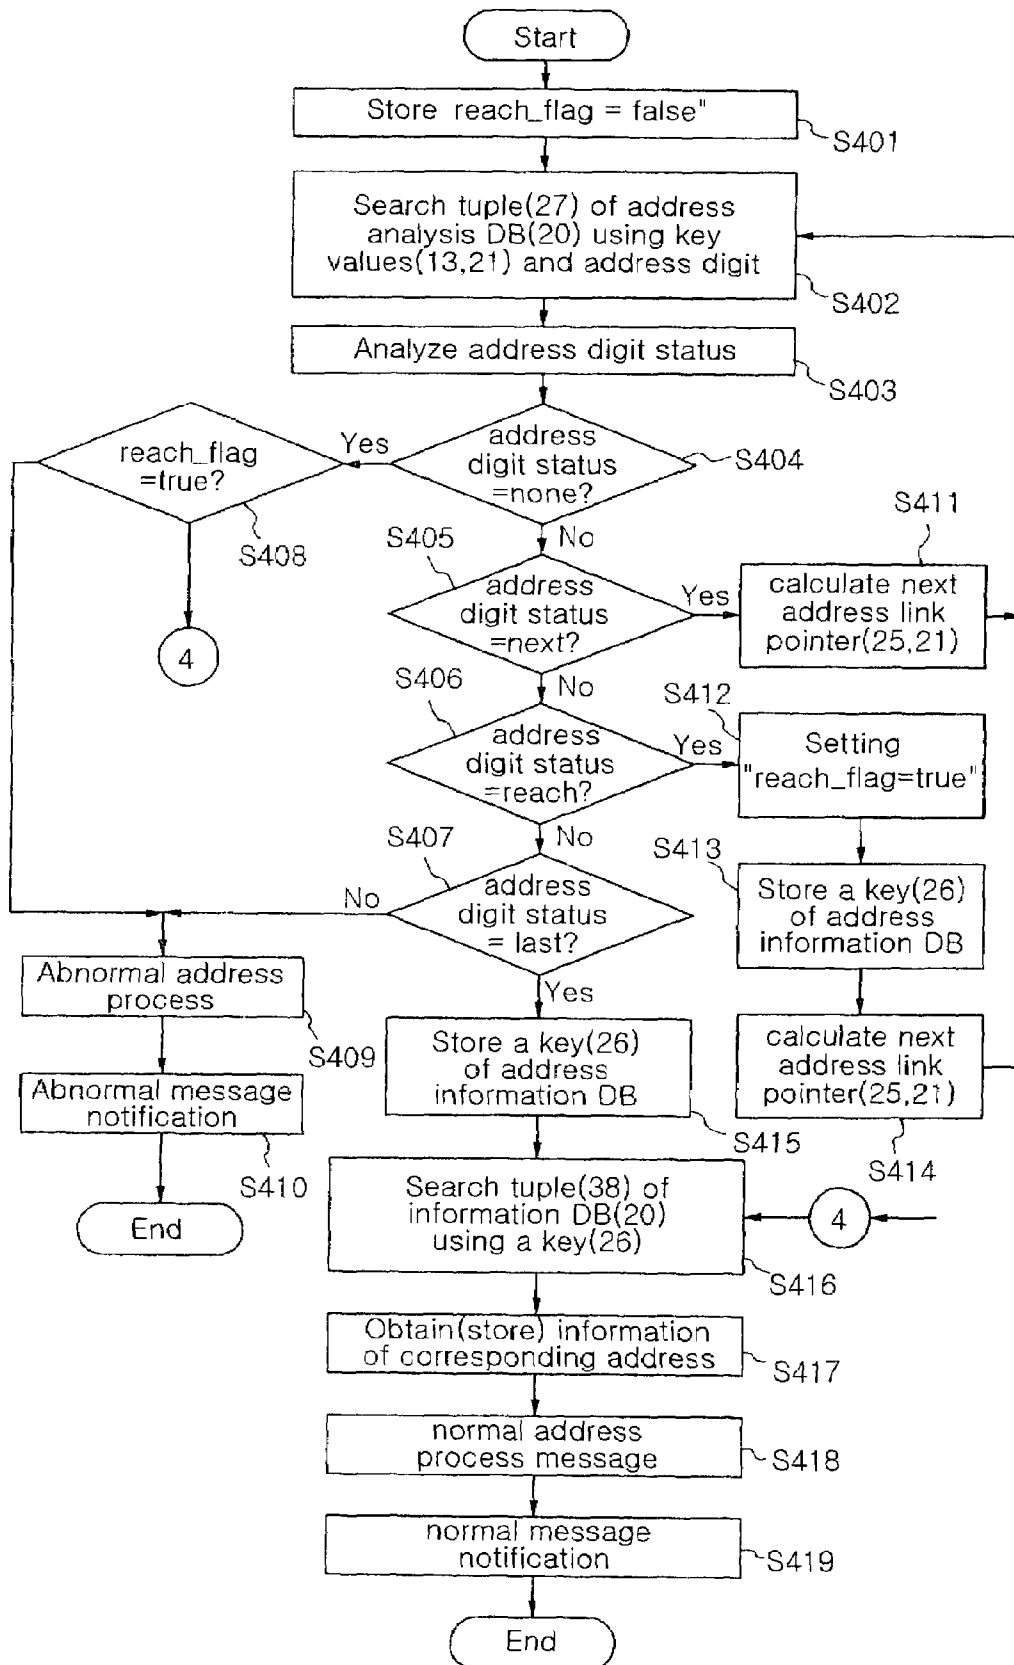 Start
Store reach_flag = false"
S401
Search tuple(27) of address
analysis DB(20) using key
values(13,21) and address digit
S402
Analyze address digit status
S403
address
digit status
=none?
S404
Yes
reach_flag
=true?
S408
4
No
S405
address
digit status
=next?
Yes
S411
calculate next
address link
pointer(25,21)
No
S406
address
digit status
=reach?
Yes
S412
Setting
"reach_flag=true"
No
S407
address
digit status
= last?
No
S413
Store a key(26)
of address
information DB
Abnormal address
process
S409
Yes
Store a key(26)
of address
information DB
S415
calculate next
address link
pointer(25,21)
S414
Abnormal message
notification
S410
End
Search tuple(38) of
information DB(20)
using a key(26)
S416
4
Obtain(store) information
of corresponding address
S417
normal address
process message
S418
normal message
notification
S419
End